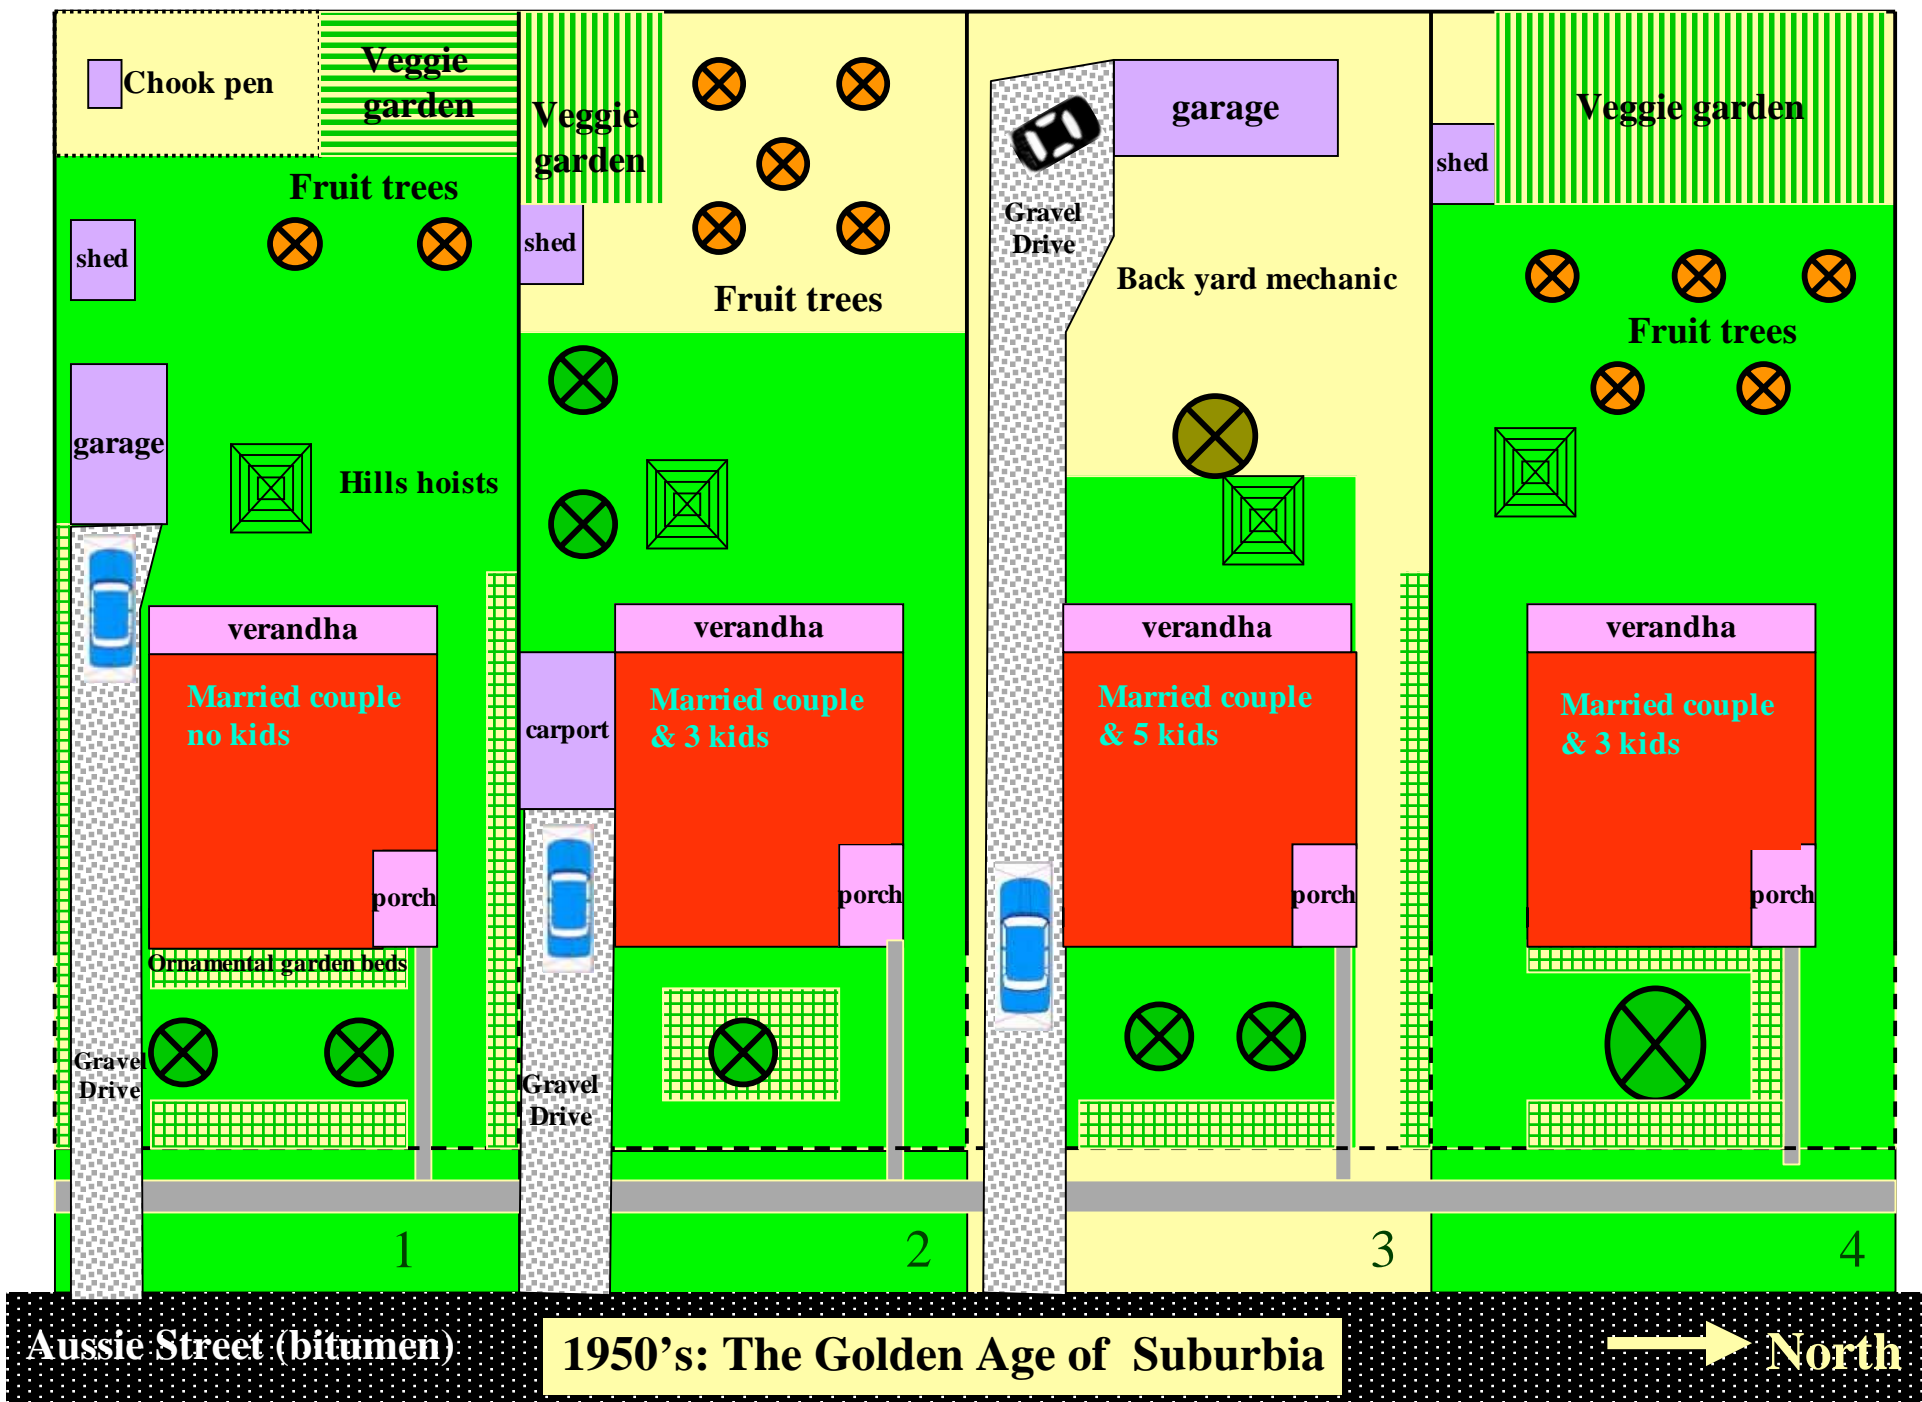 Chook pen
Veggie
garden
Fruit trees
shed
garage
Hills hoists
verandha
Married couple
no kids
porch
Ornamental garden beds
Gravel
Drive
1
Veggie
garden
shed
Fruit trees
verandha
carport
Married couple
& 3 kids
porch
Gravel
Drive
2
garage
Gravel
Drive
Back yard mechanic
verandha
Married couple
& 5 kids
porch
3
Veggie garden
shed
Fruit trees
verandha
Married couple
& 3 kids
porch
4
Aussie Street (bitumen)
1950’s: The Golden Age of Suburbia
North